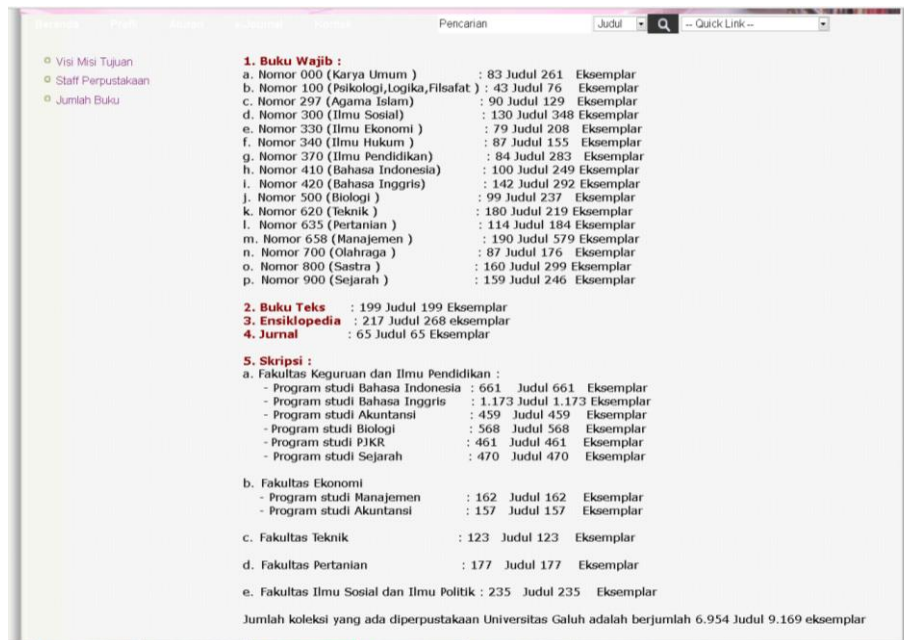 Beranda Profil eJournal Kontak
Pencarian Judul -- Quick Link --
Visi Misi Tujuan
Staff Perpustakaan
Jumlah Buku
1. Buku Wajib :
a. Nomor 000 (Karya Umum ) : 83 Judul 261 Eksemplar
b. Nomor 100 (Psikologi,Logika,Filsafat ) : 43 Judul 76 Eksemplar
c. Nomor 297 (Agama Islam) : 90 Judul 129 Eksemplar
d. Nomor 300 (Ilmu Sosial) : 130 Judul 348 Eksemplar
e. Nomor 330 (Ilmu Ekonomi ) : 79 Judul 208 Eksemplar
f. Nomor 340 (Ilmu Hukum ) : 87 Judul 155 Eksemplar
g. Nomor 370 (Ilmu Pendidikan) : 84 Judul 283 Eksemplar
h. Nomor 410 (Bahasa Indonesia) : 100 Judul 249 Eksemplar
i. Nomor 420 (Bahasa Inggris) : 142 Judul 292 Eksemplar
j. Nomor 500 (Biologi ) : 99 Judul 237 Eksemplar
k. Nomor 620 (Teknik ) : 180 Judul 219 Eksemplar
l. Nomor 635 (Pertanian ) : 114 Judul 184 Eksemplar
m. Nomor 658 (Manajemen ) : 190 Judul 579 Eksemplar
n. Nomor 700 (Olahraga ) : 87 Judul 176 Eksemplar
o. Nomor 800 (Sastra ) : 160 Judul 299 Eksemplar
p. Nomor 900 (Sejarah ) : 159 Judul 246 Eksemplar
2. Buku Teks : 199 Judul 199 Eksemplar
3. Ensiklopedia : 217 Judul 268 eksemplar
4. Jurnal : 65 Judul 65 Eksemplar
5. Skripsi :
a. Fakultas Keguruan dan Ilmu Pendidikan :
- Program studi Bahasa Indonesia : 661 Judul 661 Eksemplar
- Program studi Bahasa Inggris : 1.173 Judul 1.173 Eksemplar
- Program studi Akuntansi : 459 Judul 459 Eksemplar
- Program studi Biologi : 568 Judul 568 Eksemplar
- Program studi PJKR : 461 Judul 461 Eksemplar
- Program studi Sejarah : 470 Judul 470 Eksemplar
b. Fakultas Ekonomi
- Program studi Manajemen : 162 Judul 162 Eksemplar
- Program studi Akuntansi : 157 Judul 157 Eksemplar
c. Fakultas Teknik : 123 Judul 123 Eksemplar
d. Fakultas Pertanian : 177 Judul 177 Eksemplar
e. Fakultas Ilmu Sosial dan Ilmu Politik : 235 Judul 235 Eksemplar
Jumlah koleksi yang ada diperpustakaan Universitas Galuh adalah berjumlah 6.954 Judul 9.169 eksemplar